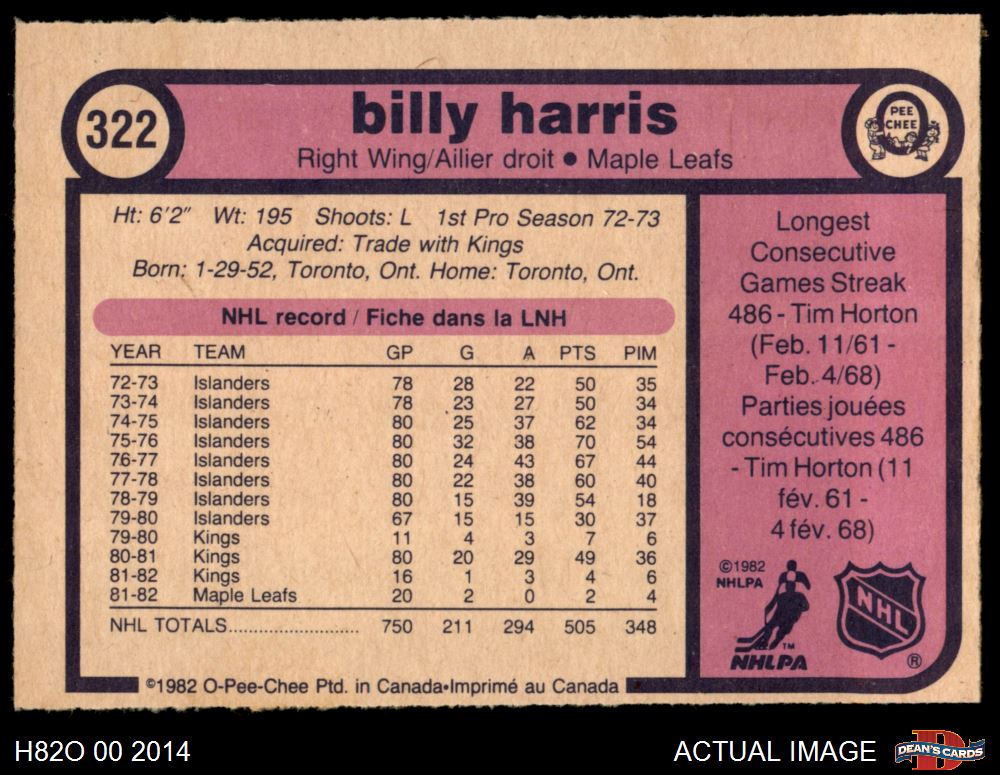 322
billy harris
Right Wing/Ailier droit • Maple Leafs
O
PEE
CHEE
Ht: 6'2" Wt: 195 Shoots: L 1st Pro Season 72-73
Acquired: Trade with Kings
Born: 1-29-52, Toronto, Ont. Home: Toronto, Ont.
NHL record / Fiche dans la LNH
YEAR TEAM GP G A PTS PIM
72-73 Islanders 78 28 22 50 35
73-74 Islanders 78 23 27 50 34
74-75 Islanders 80 25 37 62 34
75-76 Islanders 80 32 38 70 54
76-77 Islanders 80 24 43 67 44
77-78 Islanders 80 22 38 60 40
78-79 Islanders 80 15 39 54 18
79-80 Islanders 67 15 15 30 37
79-80 Kings 11 4 3 7 6
80-81 Kings 80 20 29 49 36
81-82 Kings 16 1 3 4 6
81-82 Maple Leafs 20 2 0 2 4
NHL TOTALS............................ 750 211 294 505 348
©1982 O-Pee-Chee Ptd. in Canada•Imprimé au Canada
Longest
Consecutive
Games Streak
486 - Tim Horton
(Feb. 11/61 -
Feb. 4/68)
Parties jouées
consécutives 486
- Tim Horton (11
fév. 61 -
4 fév. 68)
©1982
NHLPA
TM
NHLPA
NHL
®
H82O 00 2014
ACTUAL IMAGE
D
DEAN'S CARDS